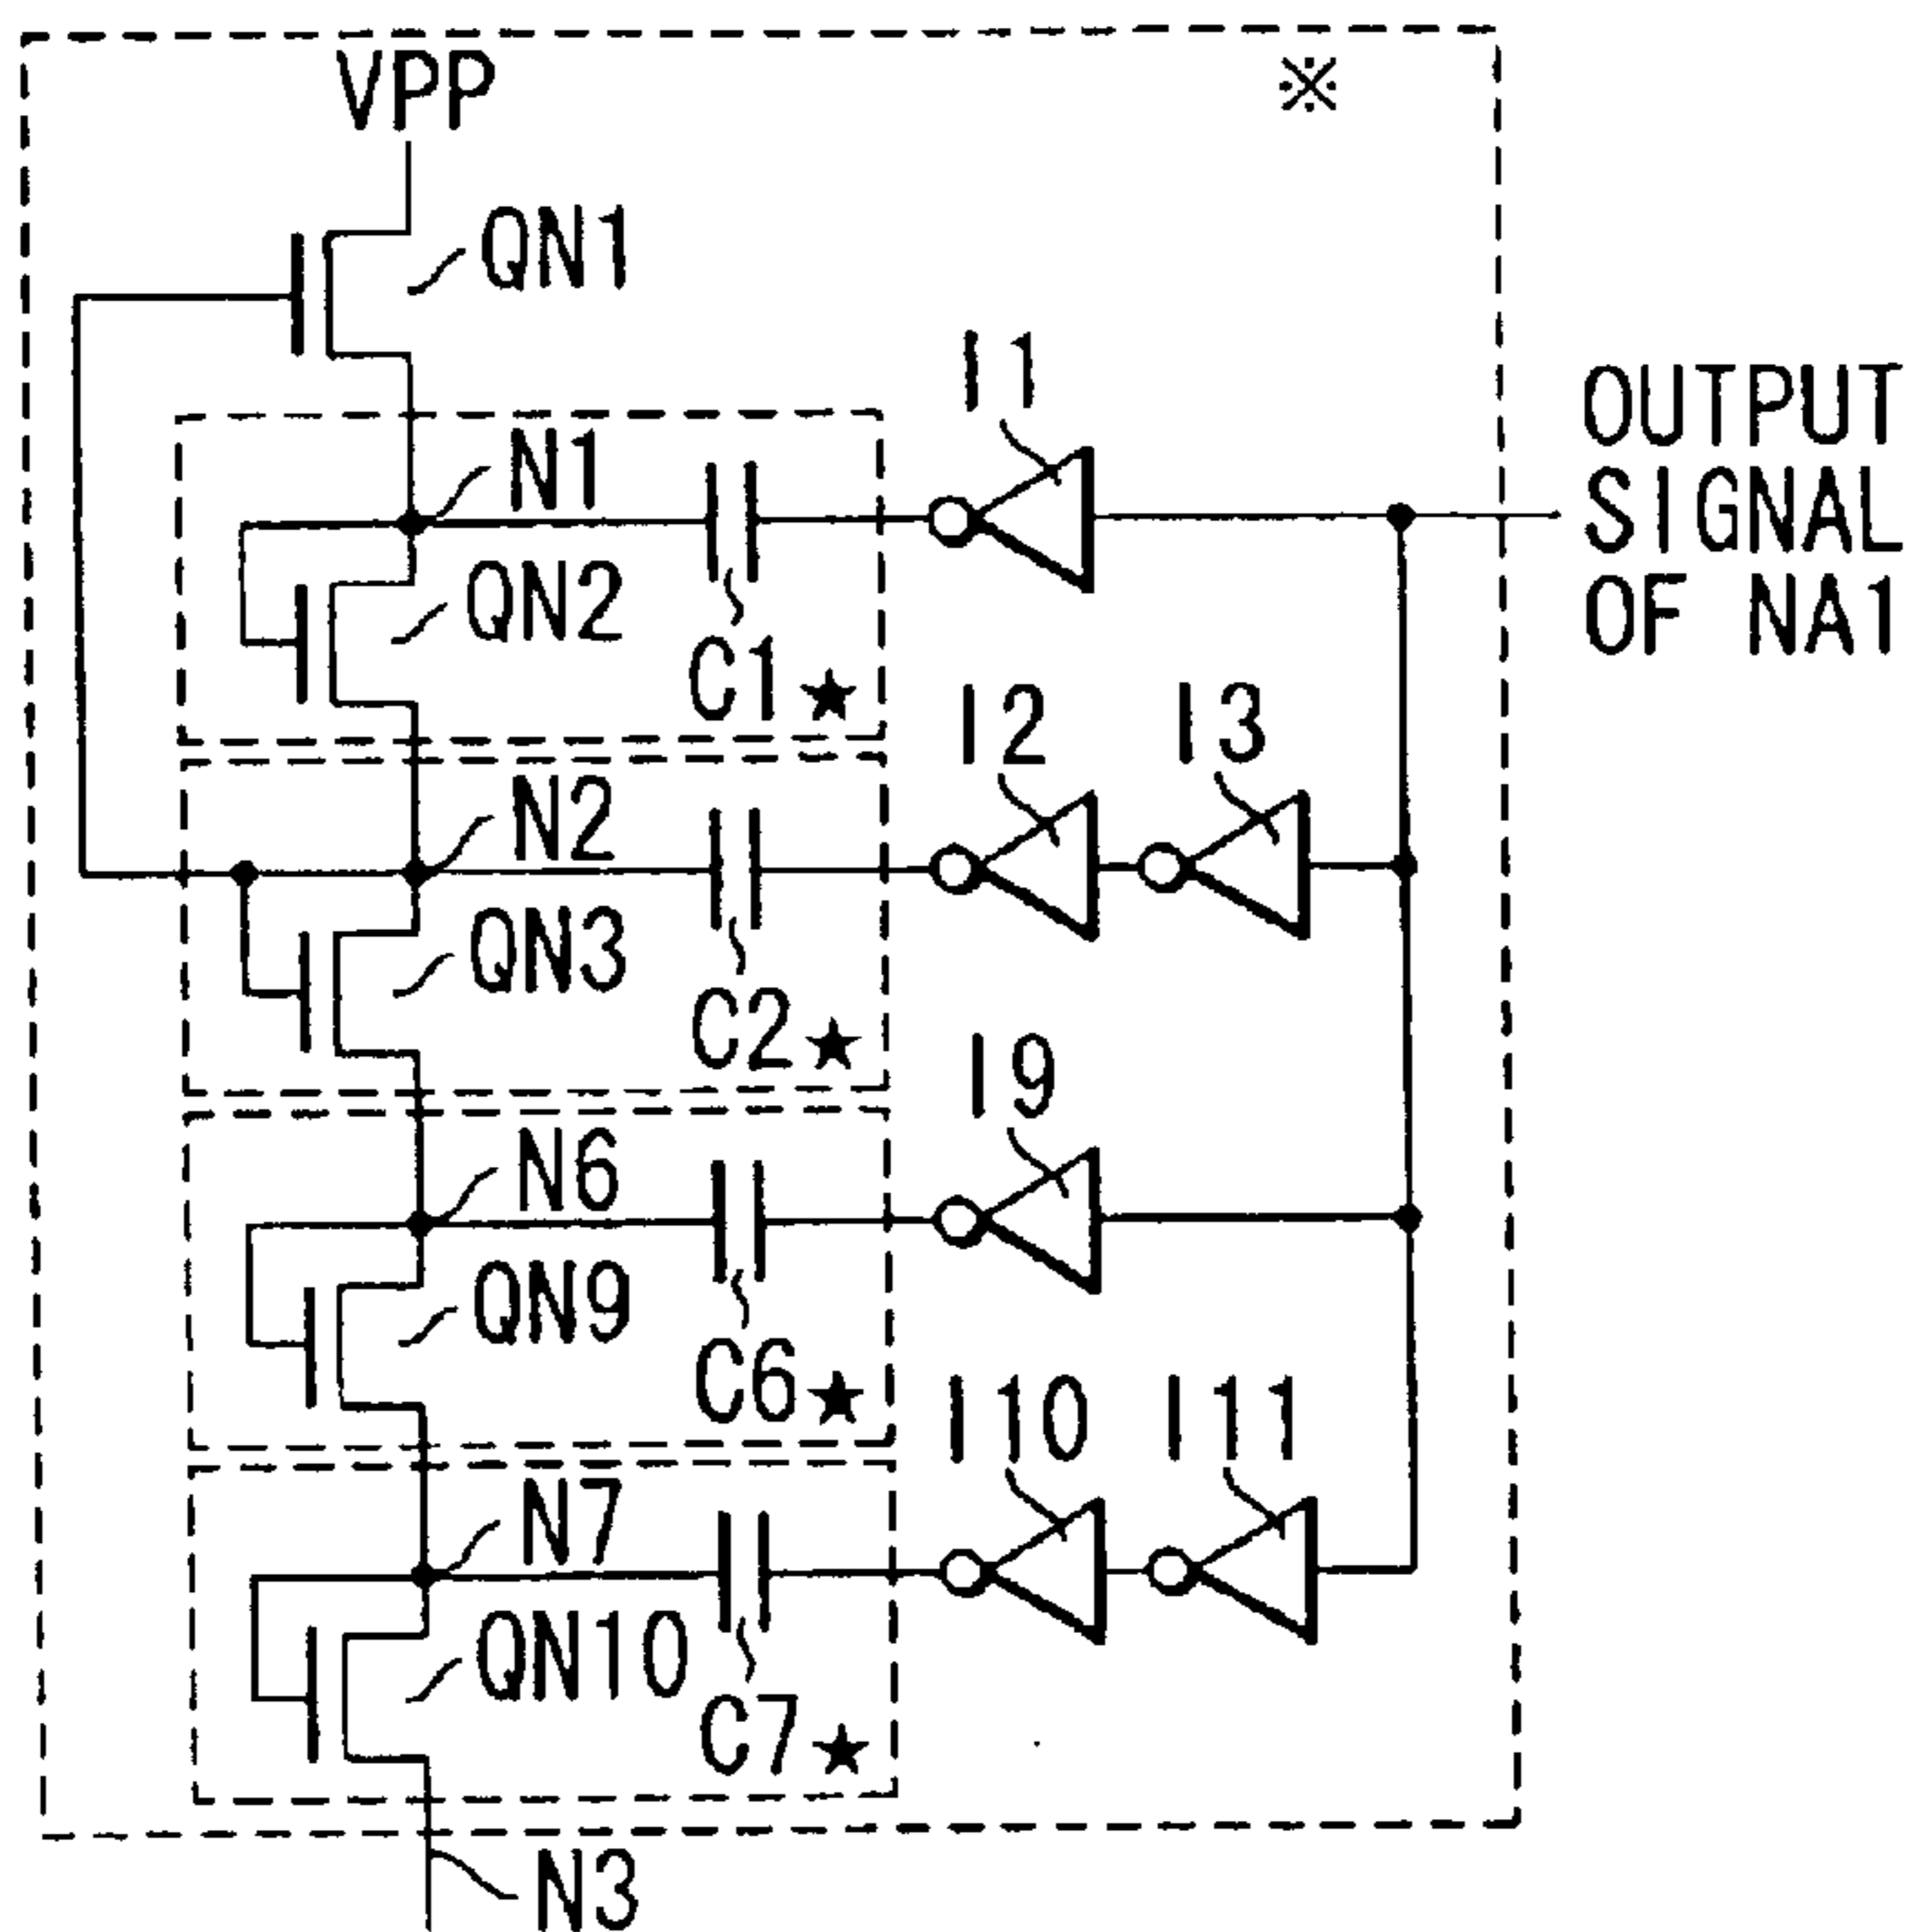 VPP
※
QN1
I1
OUTPUT
SIGNAL
OF NA1
N1
QN2
C1★
I2
I3
N2
QN3
C2★
I9
N6
QN9
C6★
I10
I11
N7
QN10
C7★
N3